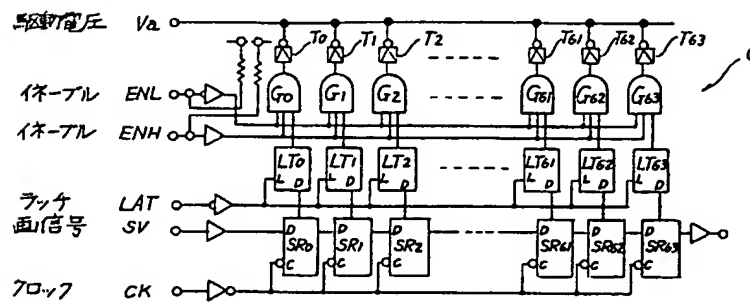 駆動電圧 Va T0 T1 T2 T61 T62 T63
イネーブル ENL G0 G1 G2 G61 G62 G63
イネーブル ENH
LT0 LT1 LT2 LT61 LT62 LT63
L D L D L D L D L D L D
ラッチ LAT
画信号 SV D D D D D D
SR0 SR1 SR2 SR61 SR62 SR63
C C C C C C
クロック CK